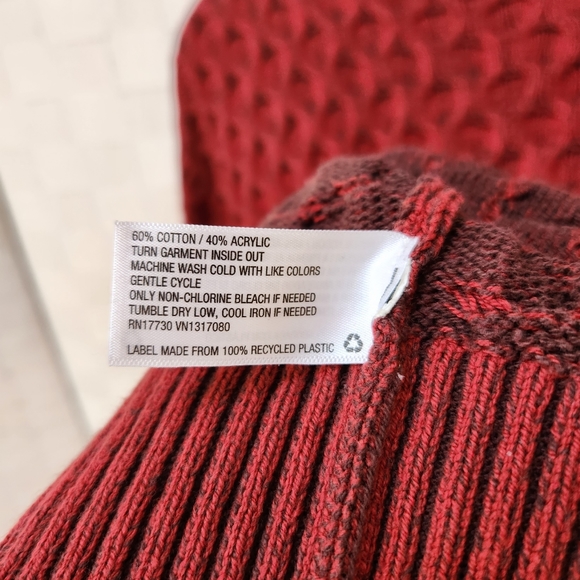 60% COTTON / 40% ACRYLIC
TURN GARMENT INSIDE OUT
MACHINE WASH COLD WITH LIKE COLORS
GENTLE CYCLE
ONLY NON-CHLORINE BLEACH IF NEEDED
TUMBLE DRY LOW, COOL IRON IF NEEDED
RN17730 VN1317080
LABEL MADE FROM 100% RECYCLED PLASTIC